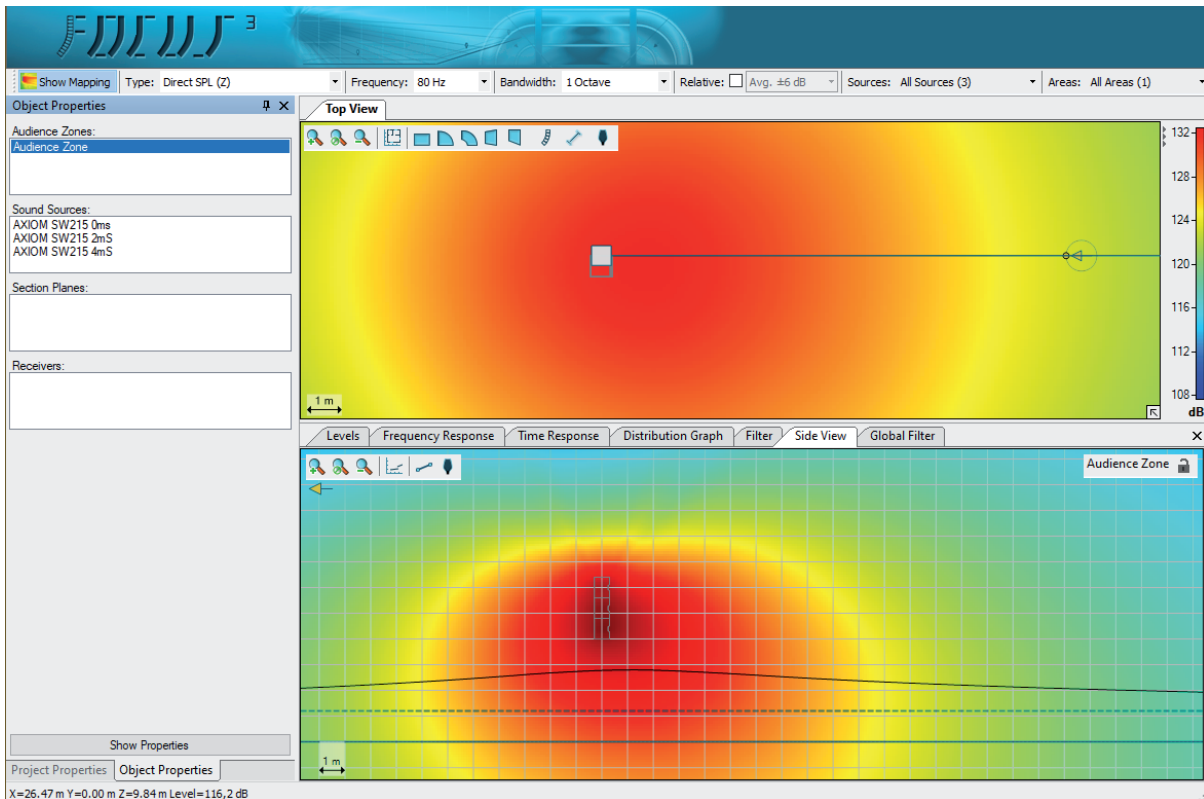 FOCUS 3
Show Mapping Type: Direct SPL (Z) Frequency: 80 Hz Bandwidth: 1 Octave Relative: Avg. ±6 dB Sources: All Sources (3) Areas: All Areas (1)
Object Properties
Audience Zones:
Audience Zone
Sound Sources:
AXIOM SW215 0ms
AXIOM SW215 2mS
AXIOM SW215 4mS
Section Planes:
Receivers:
Show Properties
Project Properties Object Properties
X=26.47 m Y=0.00 m Z=9.84 m Level=116,2 dB
Top View
1 m
132
128
124
120
116
112
108
dB
Levels Frequency Response Time Response Distribution Graph Filter Side View Global Filter
Audience Zone
1 m